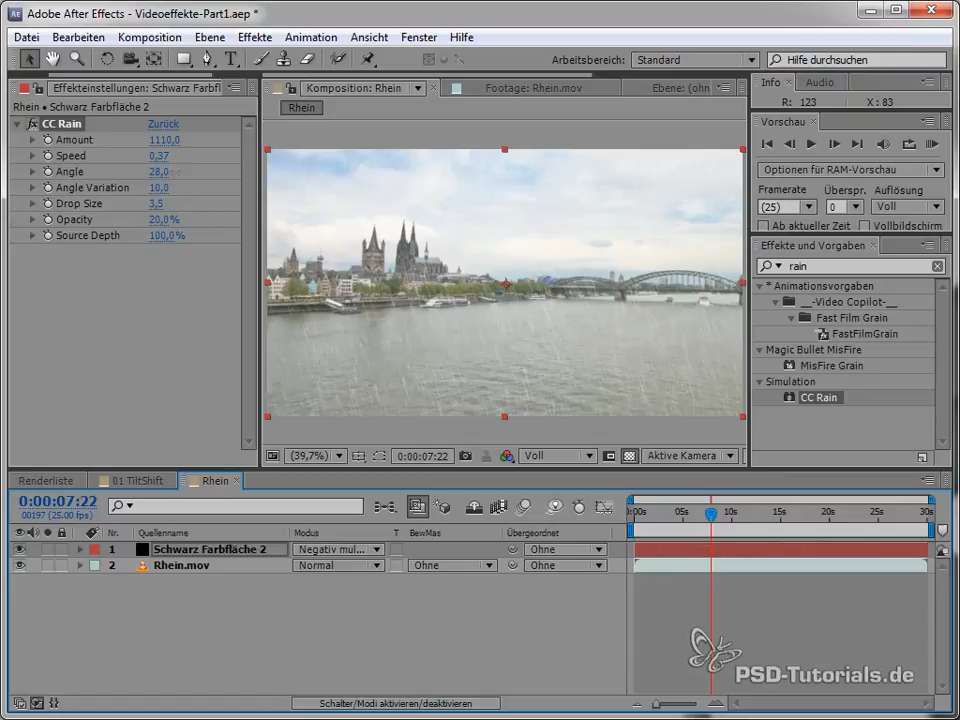 Adobe After Effects - Videoeffekte-Part1.aep *
Datei Bearbeiten Komposition Ebene Effekte Animation Ansicht Fenster Hilfe
Arbeitsbereich: Standard Hilfe durchsuchen
Effekteinstellungen: Schwarz Farbfl
Rhein • Schwarz Farbfläche 2
CC Rain Zurück
Amount 1110,0
Speed 0,37
Angle 28,0
Angle Variation 10,0
Drop Size 3,5
Opacity 20,0%
Source Depth 100,0%
Komposition: Rhein Footage: Rhein.mov Ebene: (ohn
Rhein
(39,7%) 0:00:07:22 Voll Aktive Kamera
Info Audio
R: 123 X: 83
Vorschau
Optionen für RAM-Vorschau
Framerate Überspr. Auflösung
(25) 0 Voll
Ab aktueller Zeit Vollbildschirm
Effekte und Vorgaben
rain
* Animationsvorgaben
__-Video Copilot-__
Fast Film Grain
FastFilmGrain
Magic Bullet MisFire
MisFire Grain
Simulation
CC Rain
Renderliste 01 TiltShift Rhein
0:00:07:22
00197 (25.00 fps)
Nr. Quellenname Modus T BewMas Übergeordnet
1 Schwarz Farbfläche 2 Negativ mul... Ohne
2 Rhein.mov Normal Ohne Ohne
:00s 05s 10s 15s 20s 25s 30s
Schalter/Modi aktivieren/deaktivieren
PSD-Tutorials.de